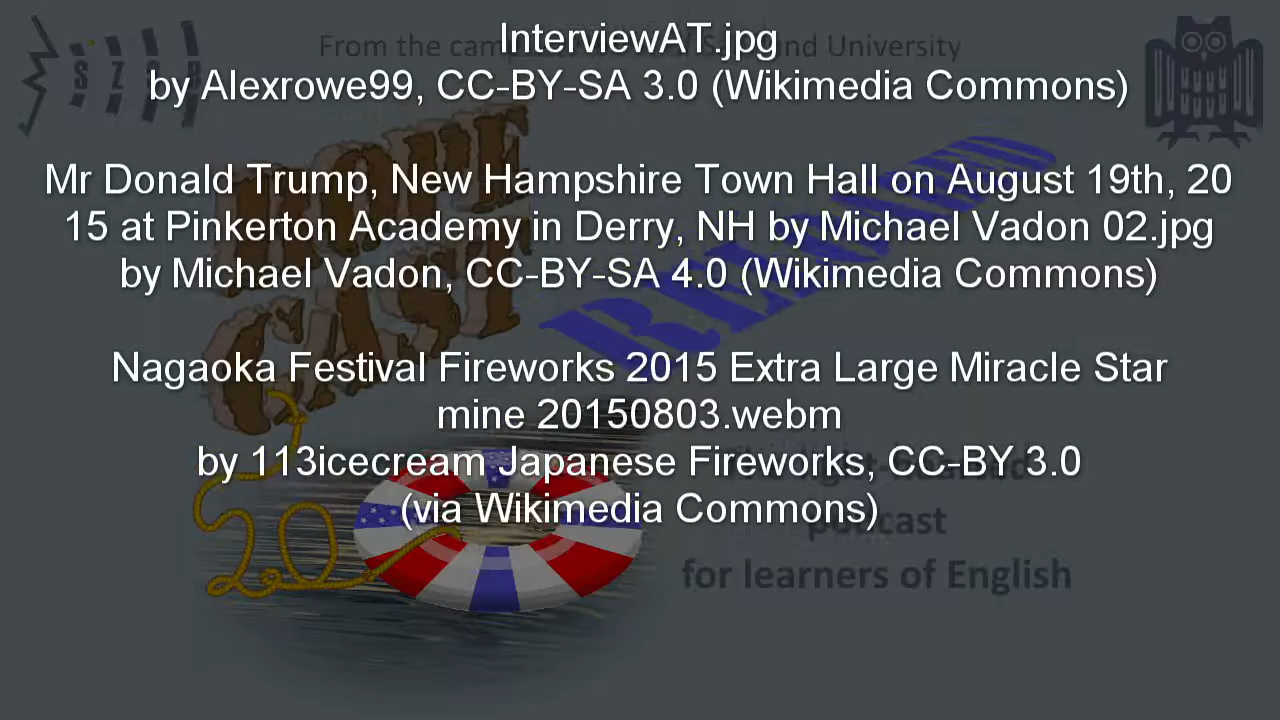 From the cam
nd University
InterviewAT.jpg
by Alexrowe99, CC-BY-SA 3.0 (Wikimedia Commons)
SZSB
ROPE
CAST
RELOADED
Mr Donald Trump, New Hampshire Town Hall on August 19th, 20
15 at Pinkerton Academy in Derry, NH by Michael Vadon 02.jpg
by Michael Vadon, CC-BY-SA 4.0 (Wikimedia Commons)
Nagaoka Festival Fireworks 2015 Extra Large Miracle Star
mine 20150803.webm
by 113icecream Japanese Fireworks, CC-BY 3.0
(via Wikimedia Commons)
podcast
for learners of English